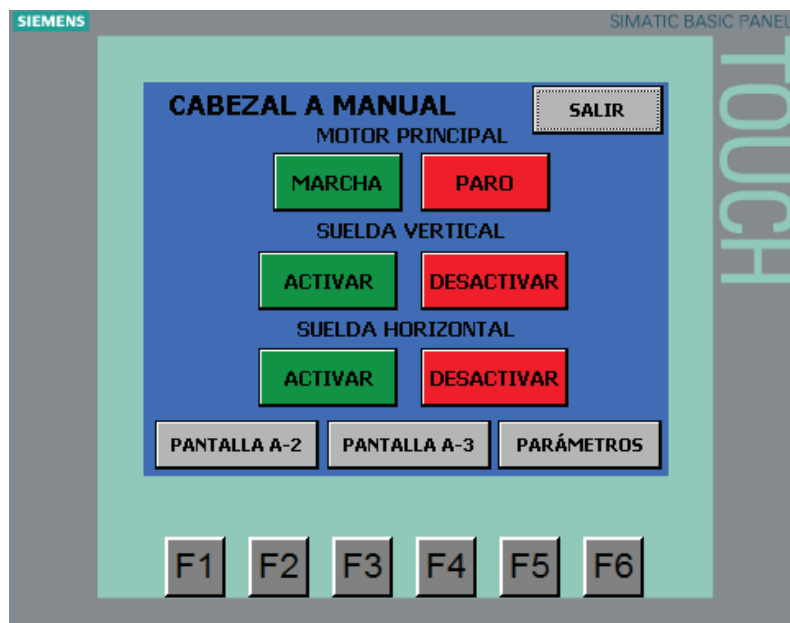 SIEMENS
SIMATIC BASIC PANEL
TOUCH
CABEZAL A MANUAL
SALIR
MOTOR PRINCIPAL
MARCHA PARO
SUELDA VERTICAL
ACTIVAR DESACTIVAR
SUELDA HORIZONTAL
ACTIVAR DESACTIVAR
PANTALLA A-2 PANTALLA A-3 PARÁMETROS
F1 F2 F3 F4 F5 F6